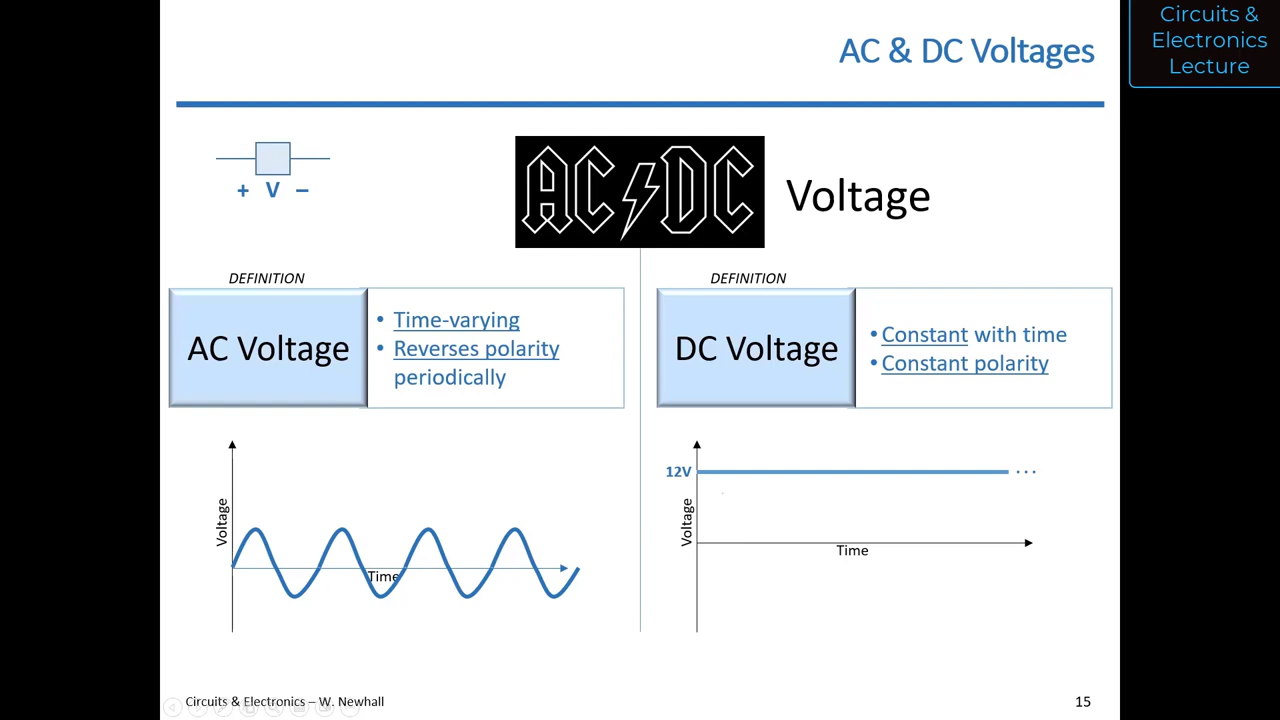 Circuits &
Electronics
Lecture
AC & DC Voltages
+ V –
AC DC Voltage
DEFINITION
AC Voltage
• Time-varying
• Reverses polarity
periodically
DEFINITION
DC Voltage
• Constant with time
• Constant polarity
Voltage
Time
12V
...
Voltage
Time
Circuits & Electronics – W. Newhall
15